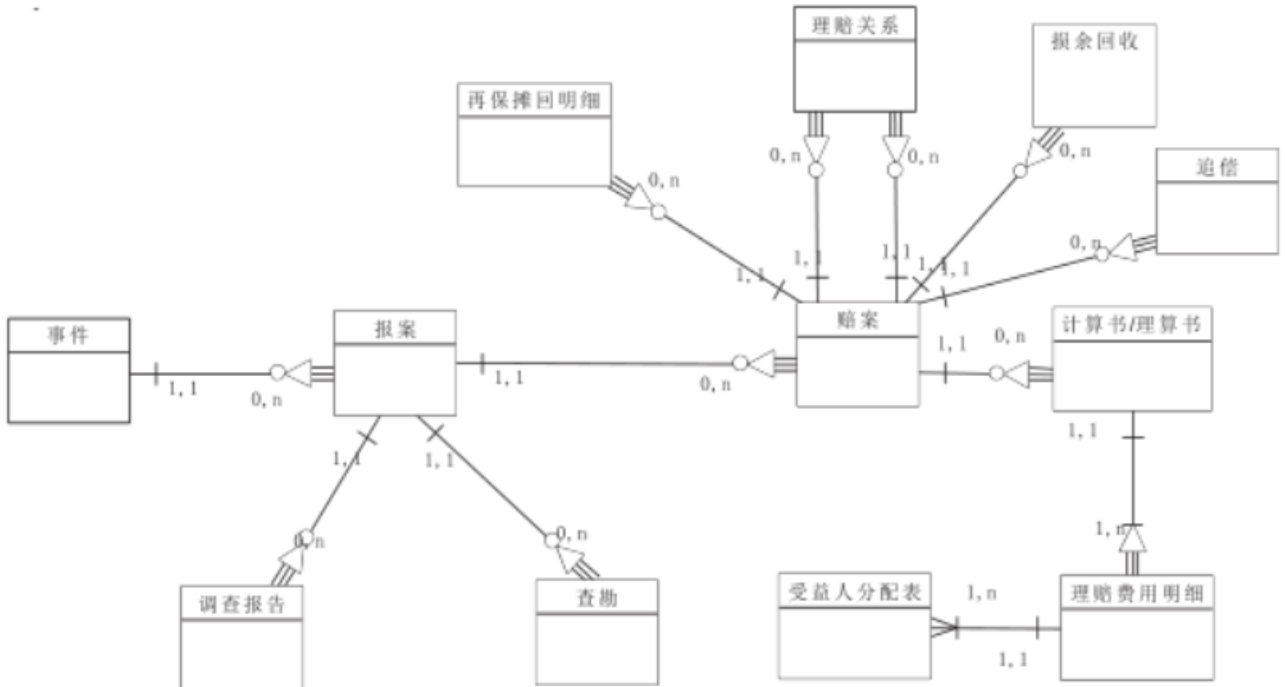 理赔关系
损余回收
再保摊回明细
0,n
0,n
0,n
追偿
0,n
0,n
1,1
1,1
1,1
1,1
1,1
事件
报案
赔案
计算书/理算书
1,1
0,n
1,1
0,n
1,1
0,n
1,1
1,1
1,1
0,n
0,n
1,n
调查报告
查勘
受益人分配表
1,n
理赔费用明细
1,1